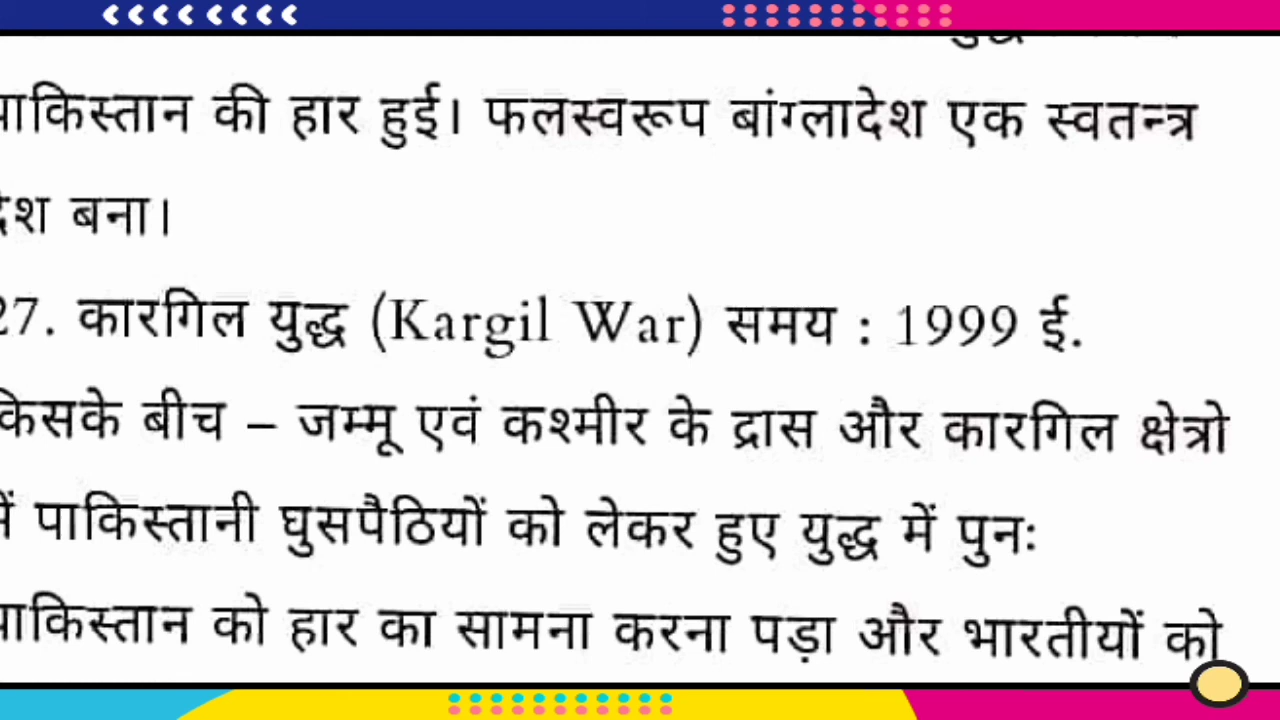 पाकिस्तान की हार हुई। फलस्वरूप बांग्लादेश एक स्वतन्त्र
देश बना।
27. कारगिल युद्ध (Kargil War) समय : 1999 ई.
किसके बीच – जम्मू एवं कश्मीर के द्रास और कारगिल क्षेत्रो
में पाकिस्तानी घुसपैठियों को लेकर हुए युद्ध में पुनः
पाकिस्तान को हार का सामना करना पड़ा और भारतीयों को